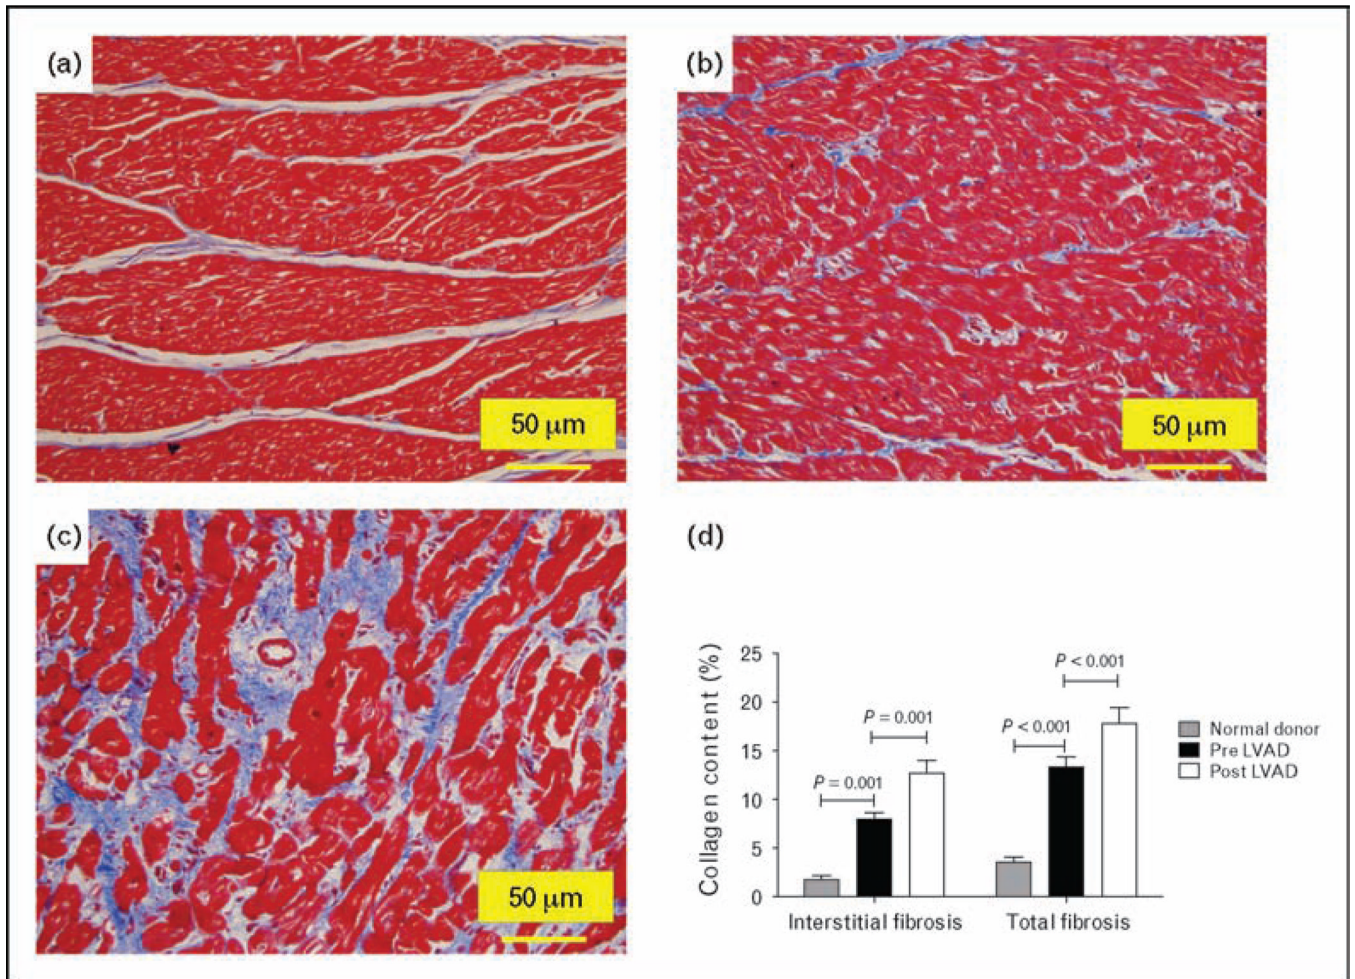 (a)
50 μm
(b)
50 μm
(c)
50 μm
(d)
Collagen content (%)
25
20
15
10
5
0
P = 0.001
P = 0.001
P < 0.001
P < 0.001
Interstitial fibrosis
Total fibrosis
Normal donor
Pre LVAD
Post LVAD